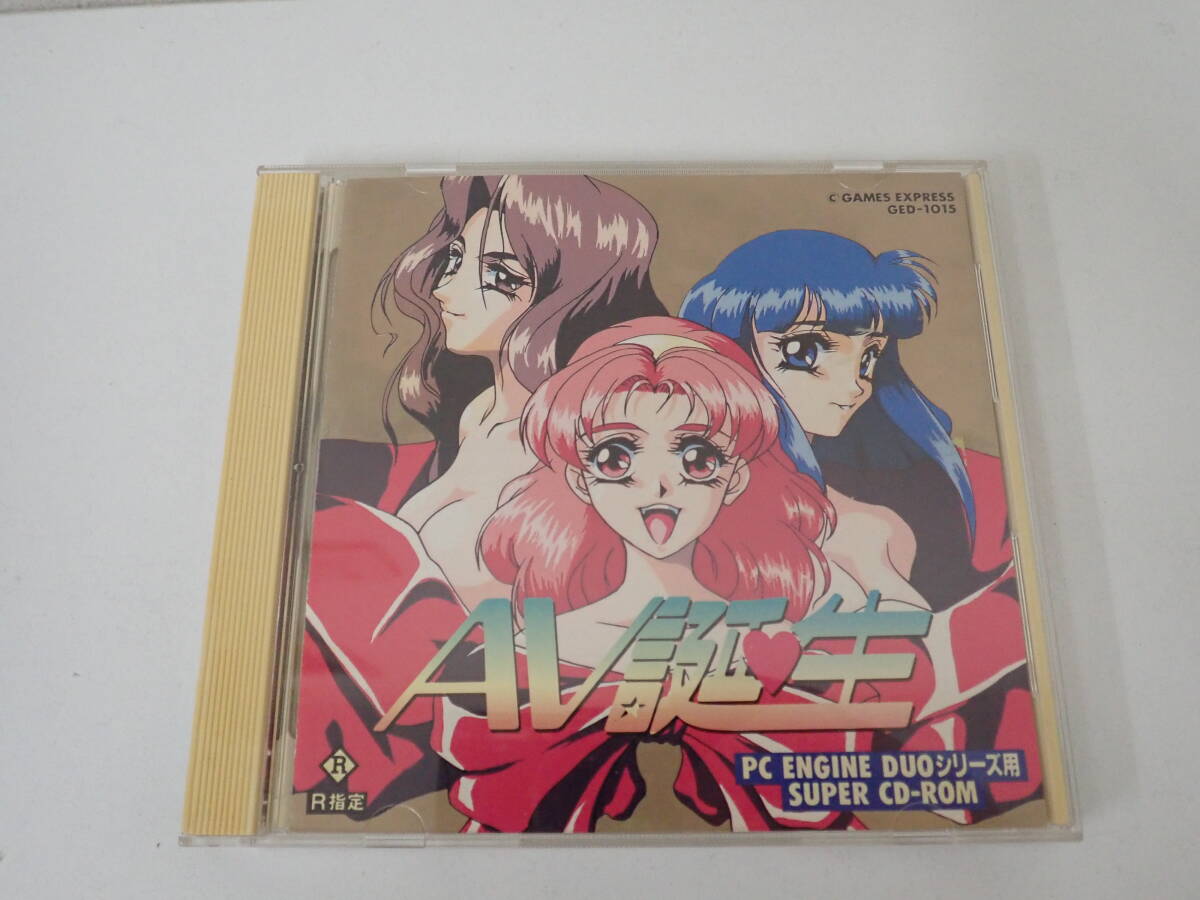 © GAMES EXPRESS
GED-1015
AV誕生
PC ENGINE DUOシリーズ用
SUPER CD-ROM
R
R指定